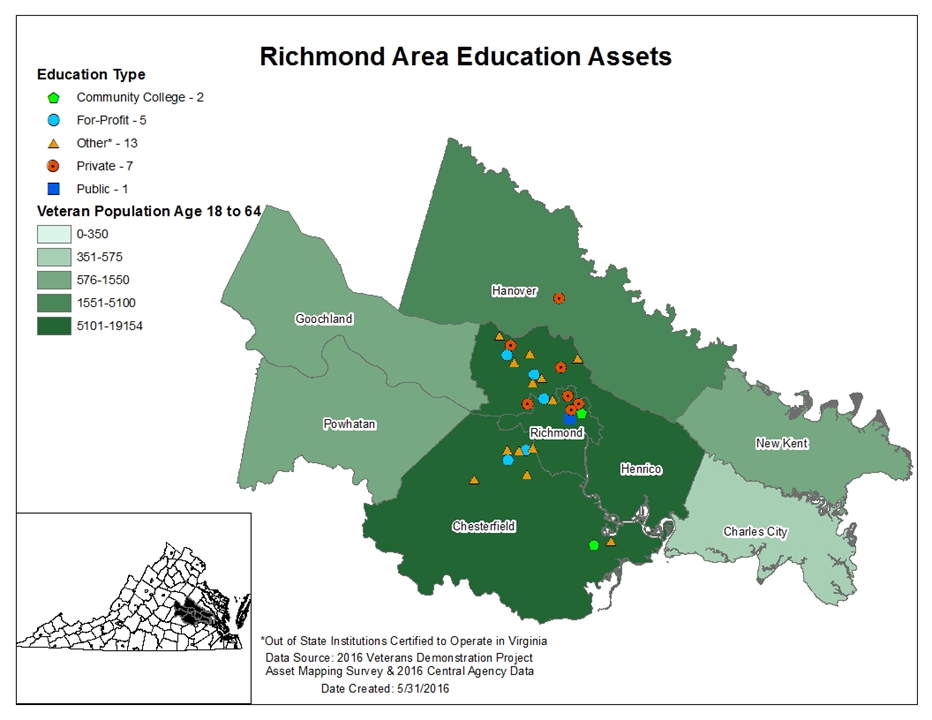 Richmond Area Education Assets
Education Type
Community College - 2
For-Profit - 5
Other* - 13
Private - 7
Public - 1
Veteran Population Age 18 to 64
0-350
351-575
576-1550
1551-5100
5101-19154
Hanover
Goochland
Powhatan
Richmond
New Kent
Henrico
Chesterfield
Charles City
*Out of State Institutions Certified to Operate in Virginia
Data Source: 2016 Veterans Demonstration Project
Asset Mapping Survey & 2016 Central Agency Data
Date Created: 5/31/2016